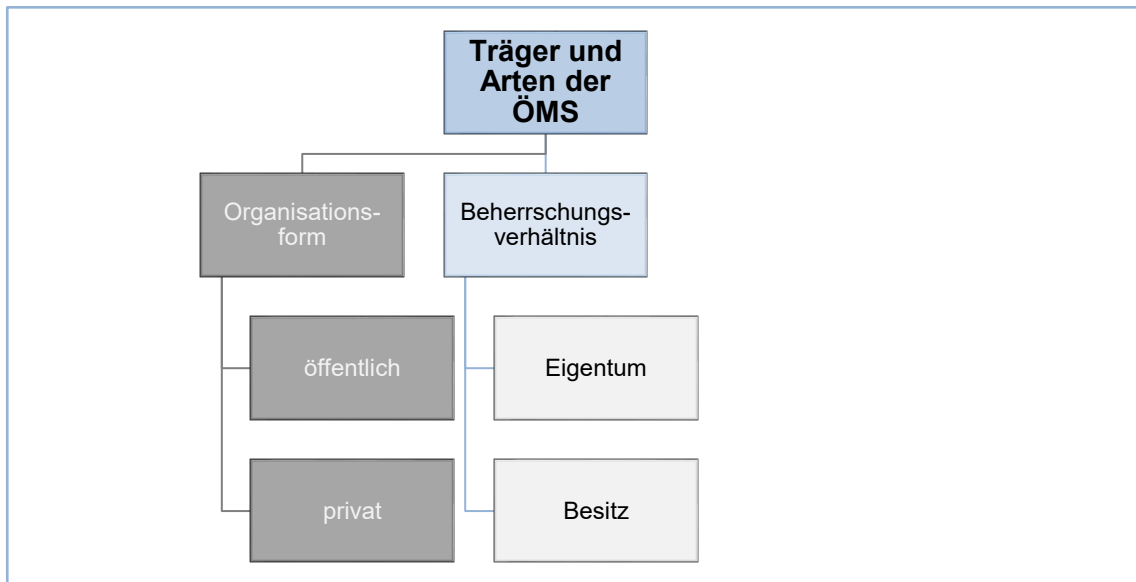 Träger und
Arten der
ÖMS
Organisations-
form
Beherrschungs-
verhältnis
öffentlich
Eigentum
privat
Besitz